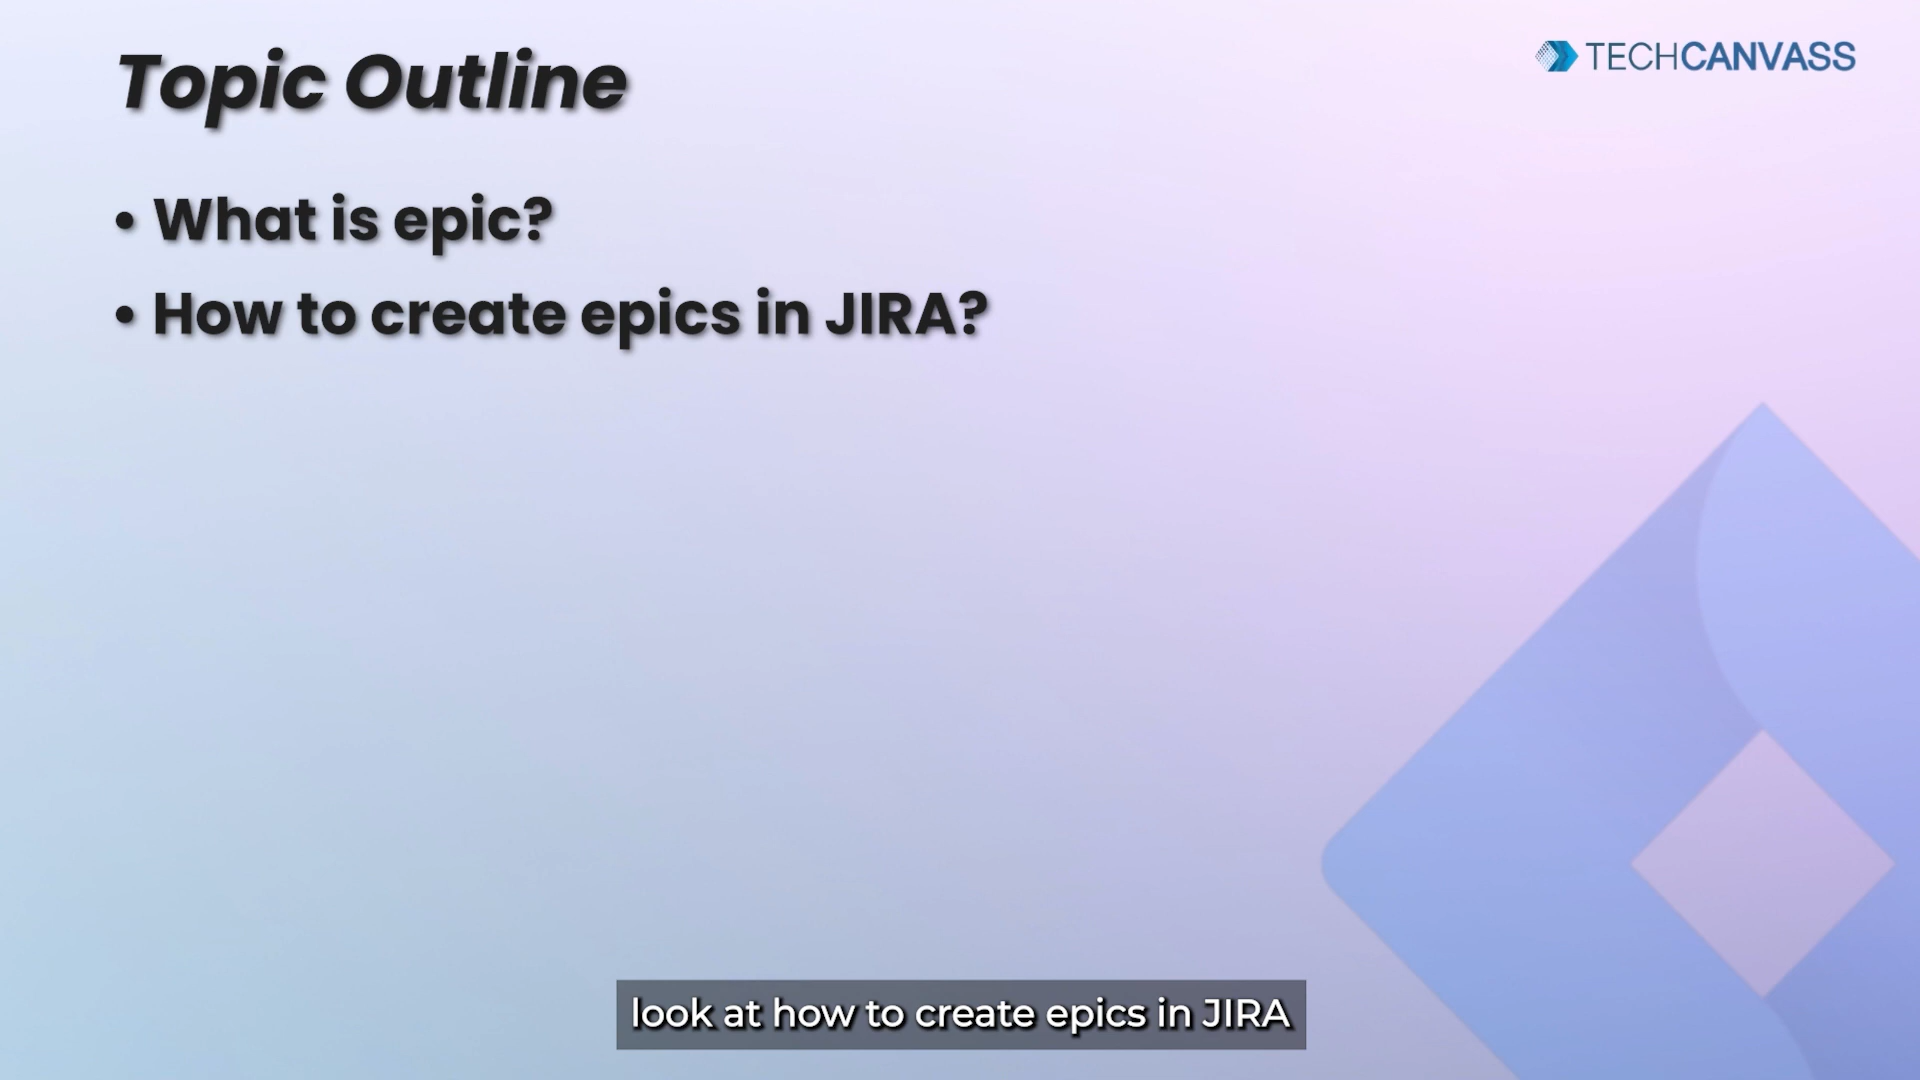 Topic Outline
TECHCANVASS
• What is epic?
• How to create epics in JIRA?
look at how to create epics in JIRA